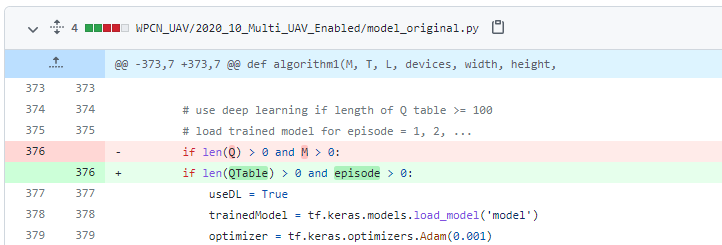 4 WPCN_UAV/2020_10_Multi_UAV_Enabled/model_original.py
@@ -373,7 +373,7 @@ def algorithm1(M, T, L, devices, width, height,
373 373
374 374 # use deep learning if length of Q table >= 100
375 375 # load trained model for episode = 1, 2, ...
376 - if len(Q) > 0 and M > 0:
376 + if len(QTable) > 0 and episode > 0:
377 377 useDL = True
378 378 trainedModel = tf.keras.models.load_model('model')
379 379 optimizer = tf.keras.optimizers.Adam(0.001)